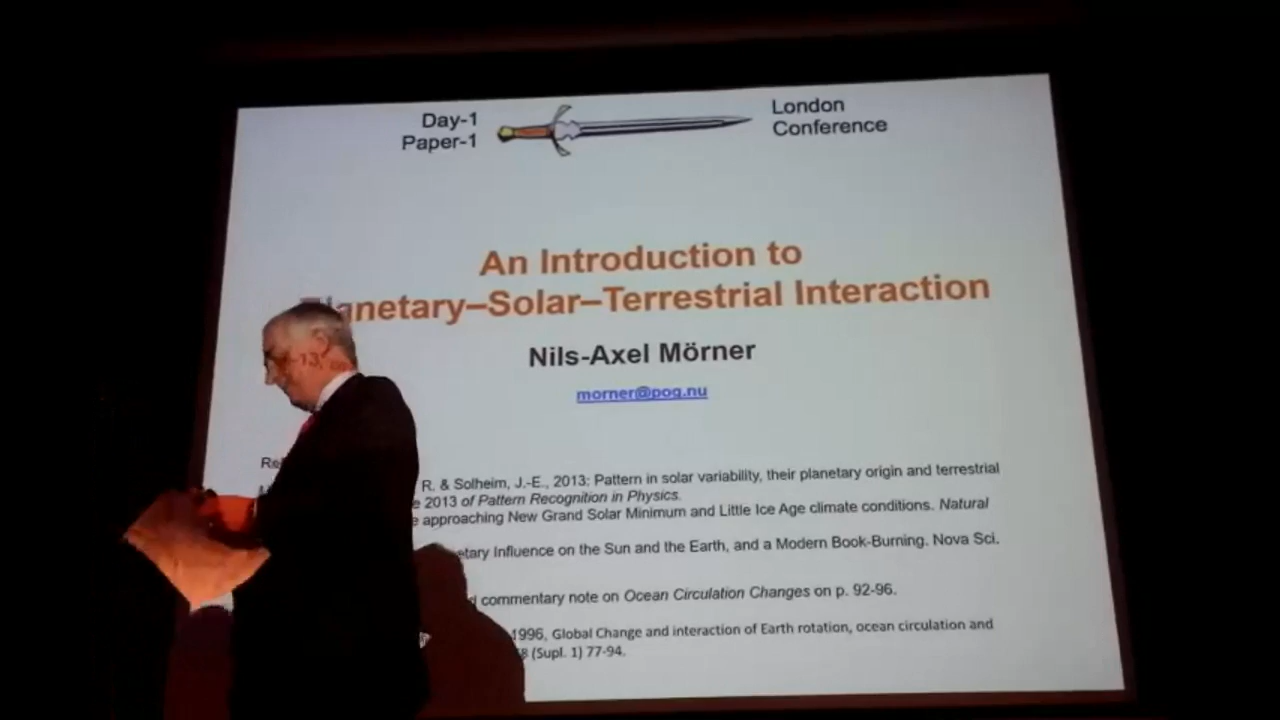 Day-1
Paper-1
London
Conference
An Introduction to
Planetary–Solar–Terrestrial Interaction
Nils-Axel Mörner
morner@pog.nu
R. & Solheim, J.-E., 2013: Pattern in solar variability, their planetary origin and terrestrial
2013 of Pattern Recognition in Physics.
approaching New Grand Solar Minimum and Little Ice Age climate conditions. Natural
etary Influence on the Sun and the Earth, and a Modern Book-Burning. Nova Sci.
commentary note on Ocean Circulation Changes on p. 92-96.
1996, Global Change and interaction of Earth rotation, ocean circulation and
8 (Supl. 1) 77-94.